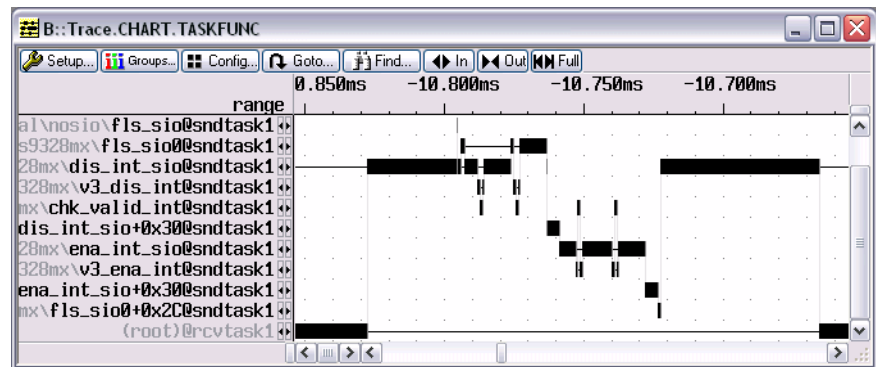 B::Trace.CHART.TASKFUNC
Setup... Groups... Config... Goto... Find... In Out Full
0.850ms -10.800ms -10.750ms -10.700ms
range
al\nosio\fls_sio@sndtask1
s9328mx\fls_sio0@sndtask1
28mx\dis_int_sio@sndtask1
328mx\v3_dis_int@sndtask1
mx\chk_valid_int@sndtask1
dis_int_sio+0x30@sndtask1
28mx\ena_int_sio@sndtask1
328mx\v3_ena_int@sndtask1
ena_int_sio+0x30@sndtask1
mx\fls_sio0+0x2C@sndtask1
(root)@rcvtask1